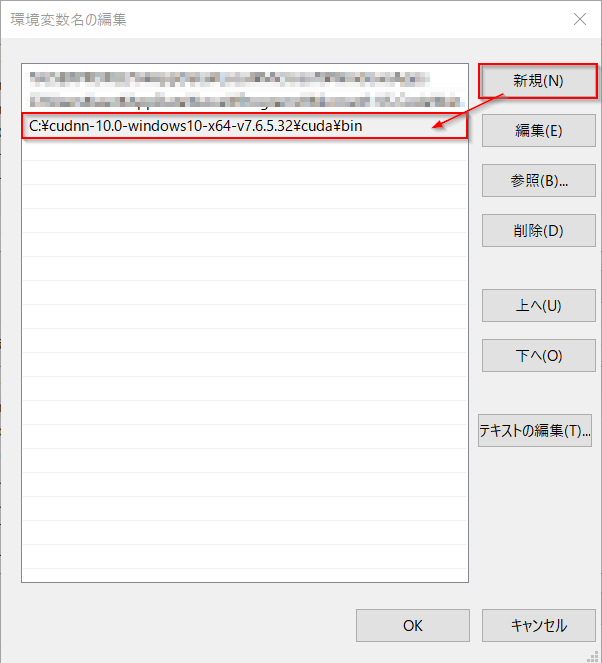 環境変数名の編集
新規(N)
C:¥cudnn-10.0-windows10-x64-v7.6.5.32¥cuda¥bin
編集(E)
参照(B)...
削除(D)
上へ(U)
下へ(O)
テキストの編集(T)...
OK
キャンセル